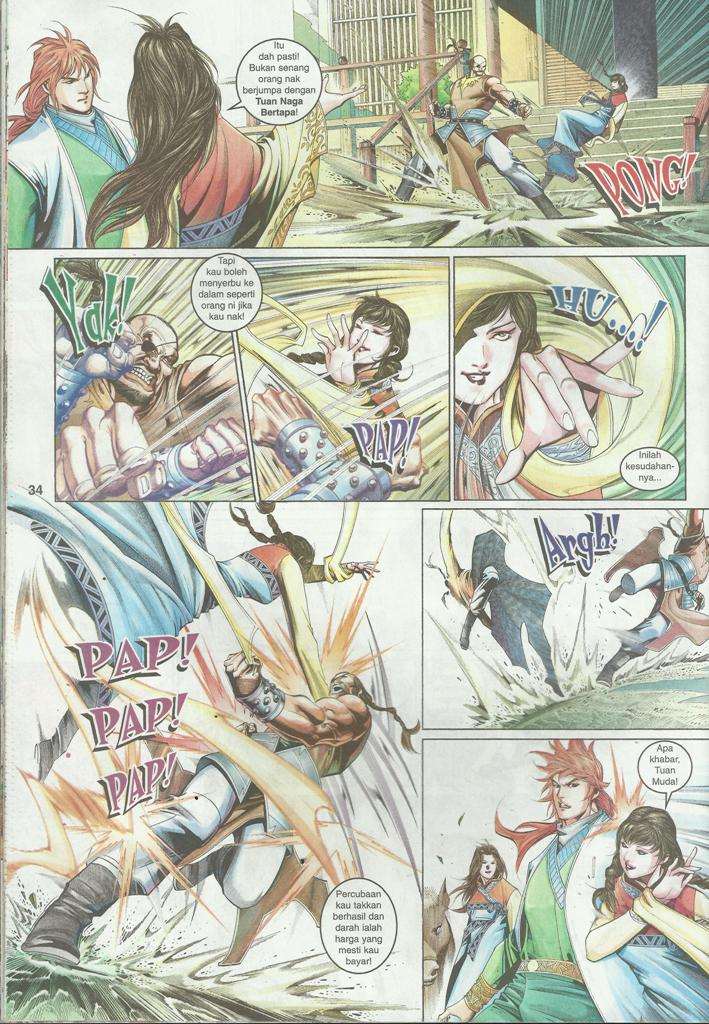 Itu
dah pasti!
Bukan senang
orang nak
berjumpa dengan
Tuan Naga
Bertapa!
PONG!
Yak!
Tapi
kau boleh
menyerbu ke
dalam seperti
orang ni jika
kau nak!
PAP!
HU....!
Inilah
kesudahan-
nya...
34
PAP!
PAP!
PAP!
Percubaan
kau takkan
berhasil dan
darah ialah
harga yang
mesti kau
bayar!
Argh!
Apa
khabar,
Tuan
Muda!